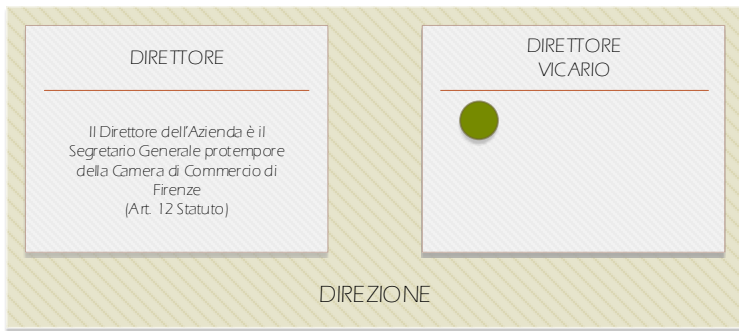 DIRETTORE
Il Direttore dell'Azienda è il
Segretario Generale protempore
della Camera di Commercio di
Firenze
(Art. 12 Statuto)
DIRETTORE
VICARIO
DIREZIONE